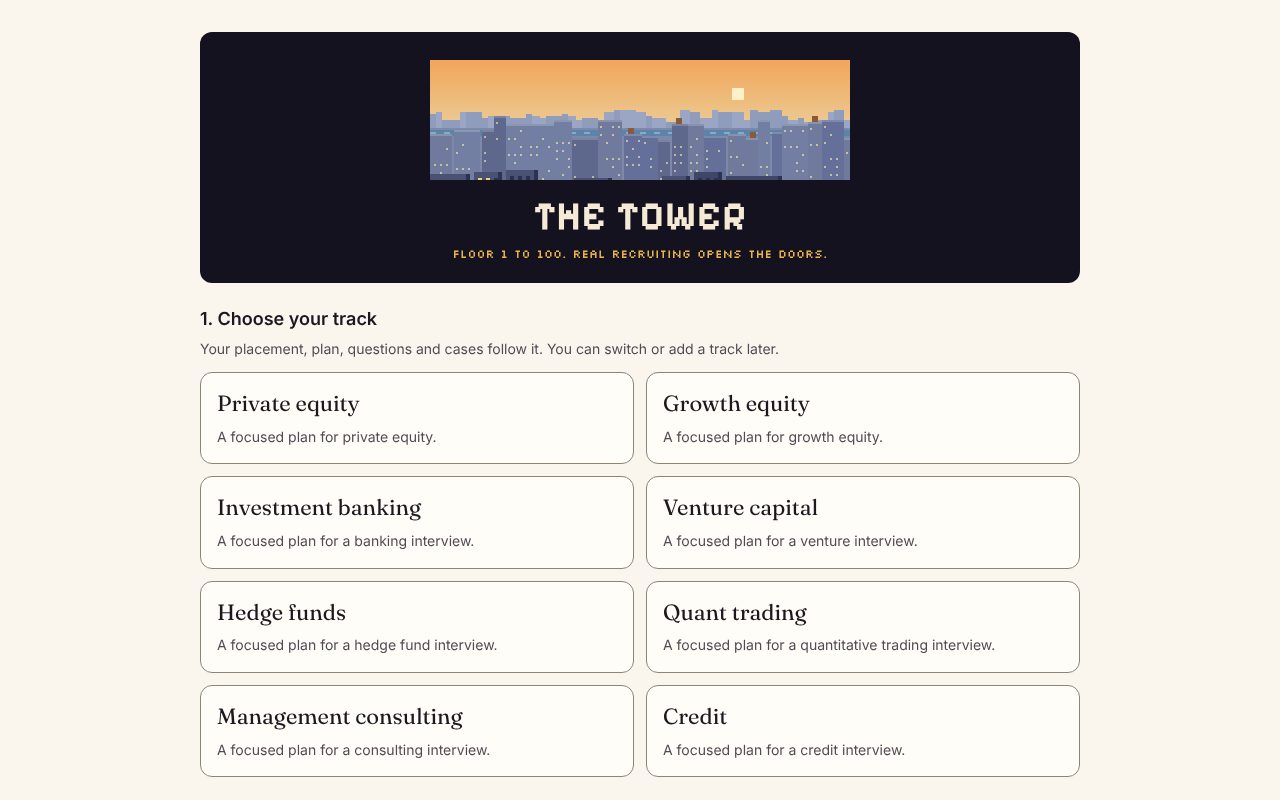 THE TOWER
FLOOR 1 TO 100. REAL RECRUITING OPENS THE DOORS.
1. Choose your track
Your placement, plan, questions and cases follow it. You can switch or add a track later.
Private equity
A focused plan for private equity.
Growth equity
A focused plan for growth equity.
Investment banking
A focused plan for a banking interview.
Venture capital
A focused plan for a venture interview.
Hedge funds
A focused plan for a hedge fund interview.
Quant trading
A focused plan for a quantitative trading interview.
Management consulting
A focused plan for a consulting interview.
Credit
A focused plan for a credit interview.